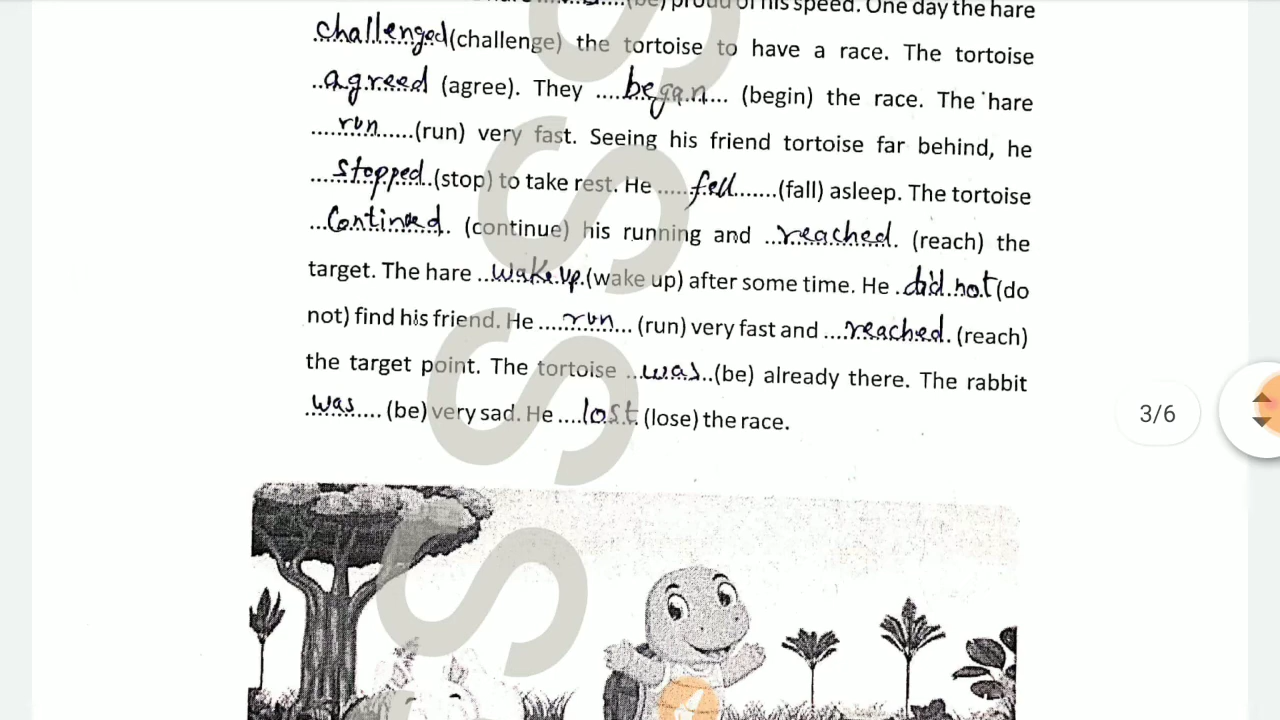 (be) proud of his speed. One day the hare
challenged (challenge) the tortoise to have a race. The tortoise
agreed (agree). They ....began.... (begin) the race. The hare
run (run) very fast. Seeing his friend tortoise far behind, he
stopped (stop) to take rest. He ....fell....(fall) asleep. The tortoise
Continued. (continue) his running and ...reached. (reach) the
target. The hare ...wake up.(wake up) after some time. He .did not (do
not) find his friend. He ....run.... (run) very fast and ....reached. (reach)
the target point. The tortoise ...was..(be) already there. The rabbit
was.... (be) very sad. He ....lost (lose) the race.
3/6